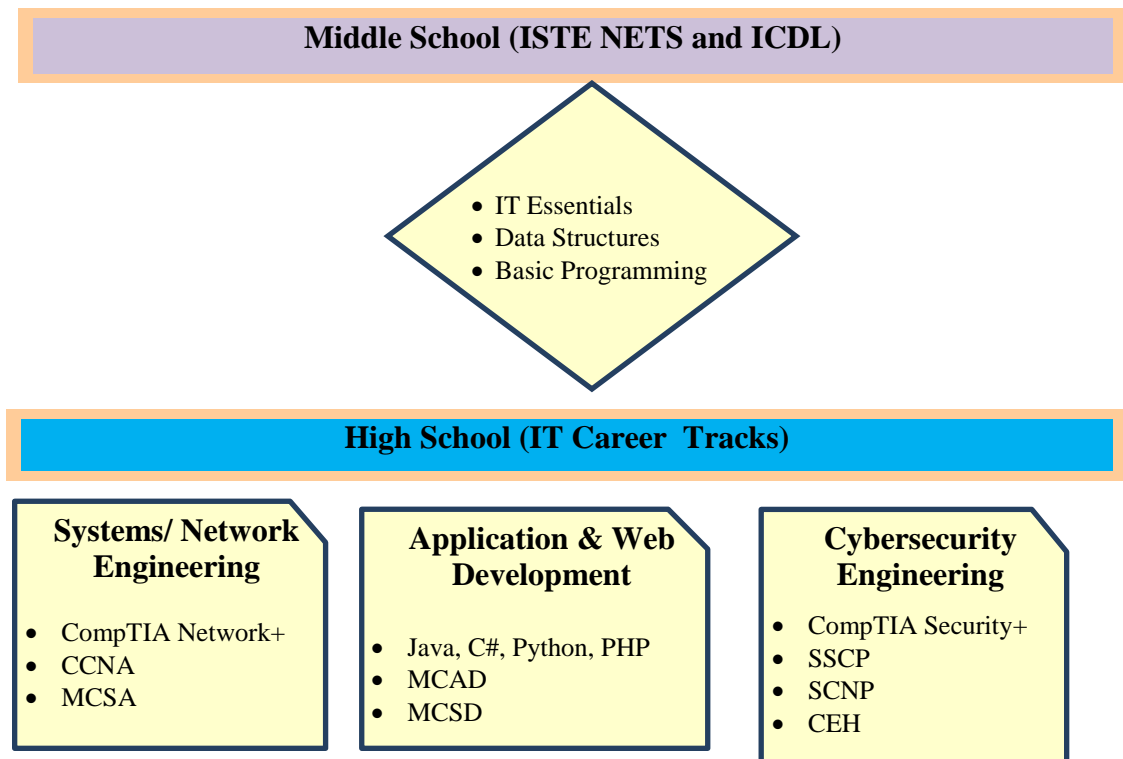 Middle School (ISTE NETS and ICDL)
• IT Essentials
• Data Structures
• Basic Programming
High School (IT Career Tracks)
Systems/ Network
Engineering
• CompTIA Network+
• CCNA
• MCSA
Application & Web
Development
• Java, C#, Python, PHP
• MCAD
• MCSD
Cybersecurity
Engineering
• CompTIA Security+
• SSCP
• SCNP
• CEH